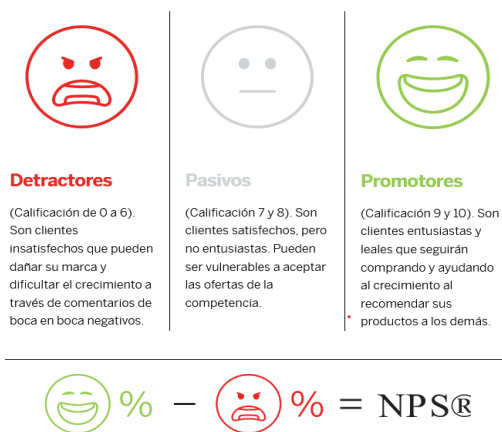 Detractores
(Calificación de 0 a 6).
Son clientes
insatisfechos que pueden
dañar su marca y
dificultar el crecimiento a
través de comentarios de
boca en boca negativos.
Pasivos
(Calificación 7 y 8). Son
clientes satisfechos, pero
no entusiastas. Pueden
ser vulnerables a aceptar
las ofertas de la
competencia.
Promotores
(Calificación 9 y 10). Son
clientes entusiastas y
leales que seguirán
comprando y ayudando
al crecimiento al
recomendar sus
productos a los demás.
% − % = NPS®